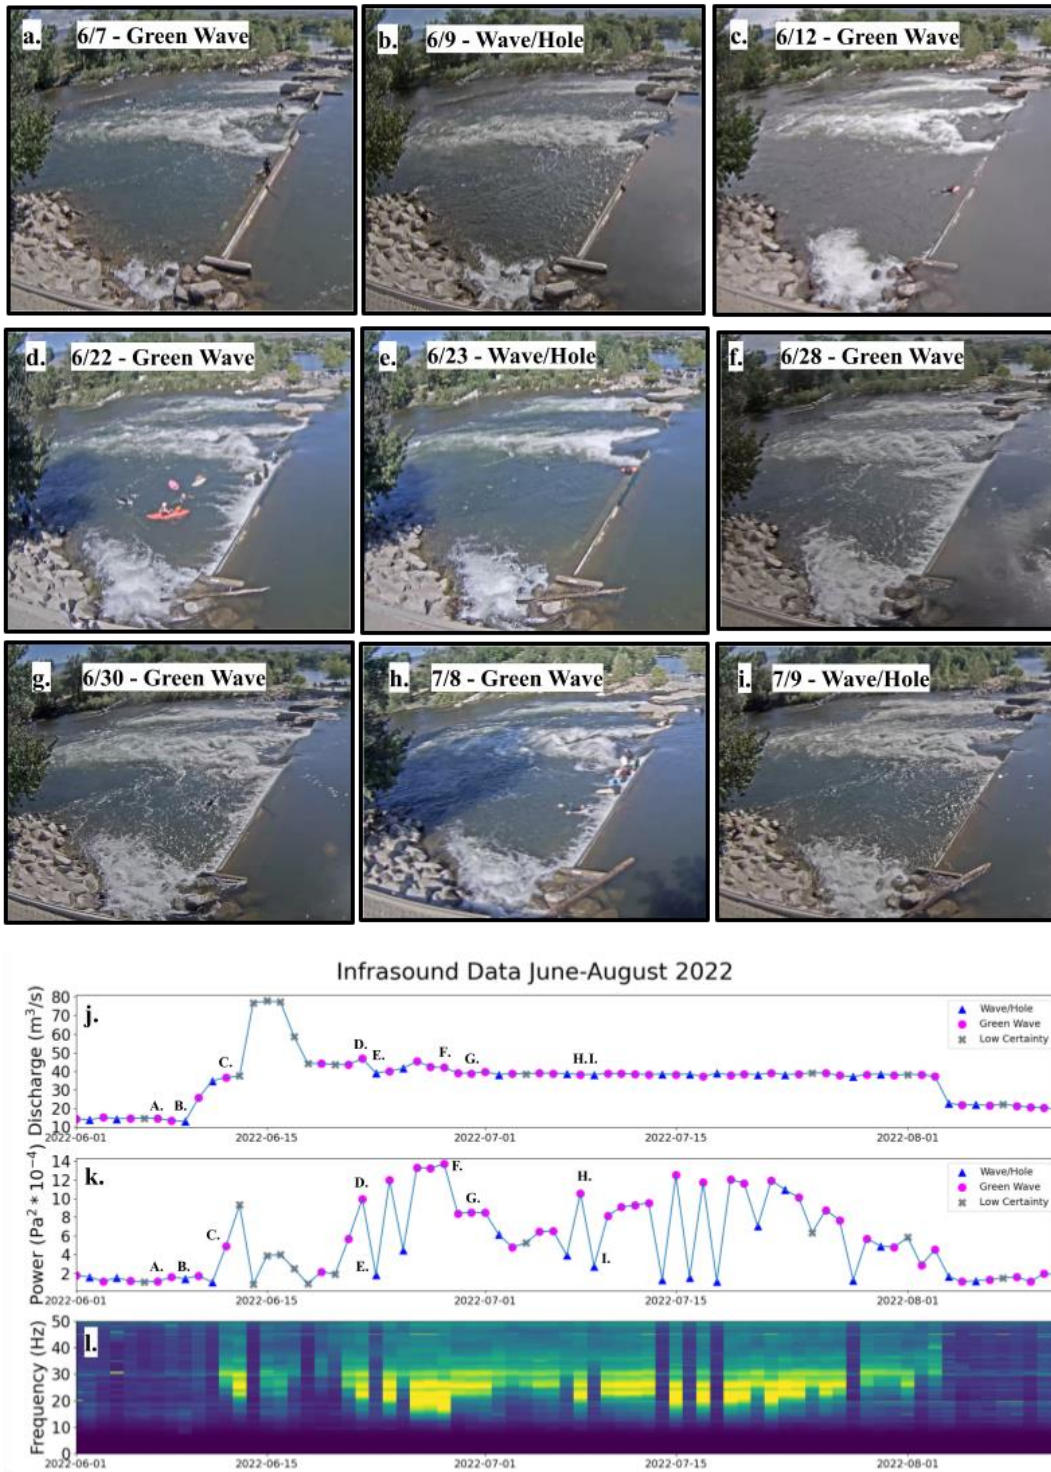 a. 6/7 - Green Wave
b. 6/9 - Wave/Hole
c. 6/12 - Green Wave
d. 6/22 - Green Wave
e. 6/23 - Wave/Hole
f. 6/28 - Green Wave
g. 6/30 - Green Wave
h. 7/8 - Green Wave
i. 7/9 - Wave/Hole
Infrasound Data June-August 2022
j.
Discharge (m³/s)
80
70
60
50
40
30
20
10
A. B. C. D. E. F. G. H.I.
Wave/Hole
Green Wave
Low Certainty
2022-06-01 2022-06-15 2022-07-01 2022-07-15 2022-08-01
k.
Power (Pa² * 10⁻⁴)
14
12
10
8
6
4
2
A. B. C. D. E. F. G. H. I.
Wave/Hole
Green Wave
Low Certainty
2022-06-01 2022-06-15 2022-07-01 2022-07-15 2022-08-01
l.
Frequency (Hz)
50
40
30
20
10
0
2022-06-01 2022-06-15 2022-07-01 2022-07-15 2022-08-01